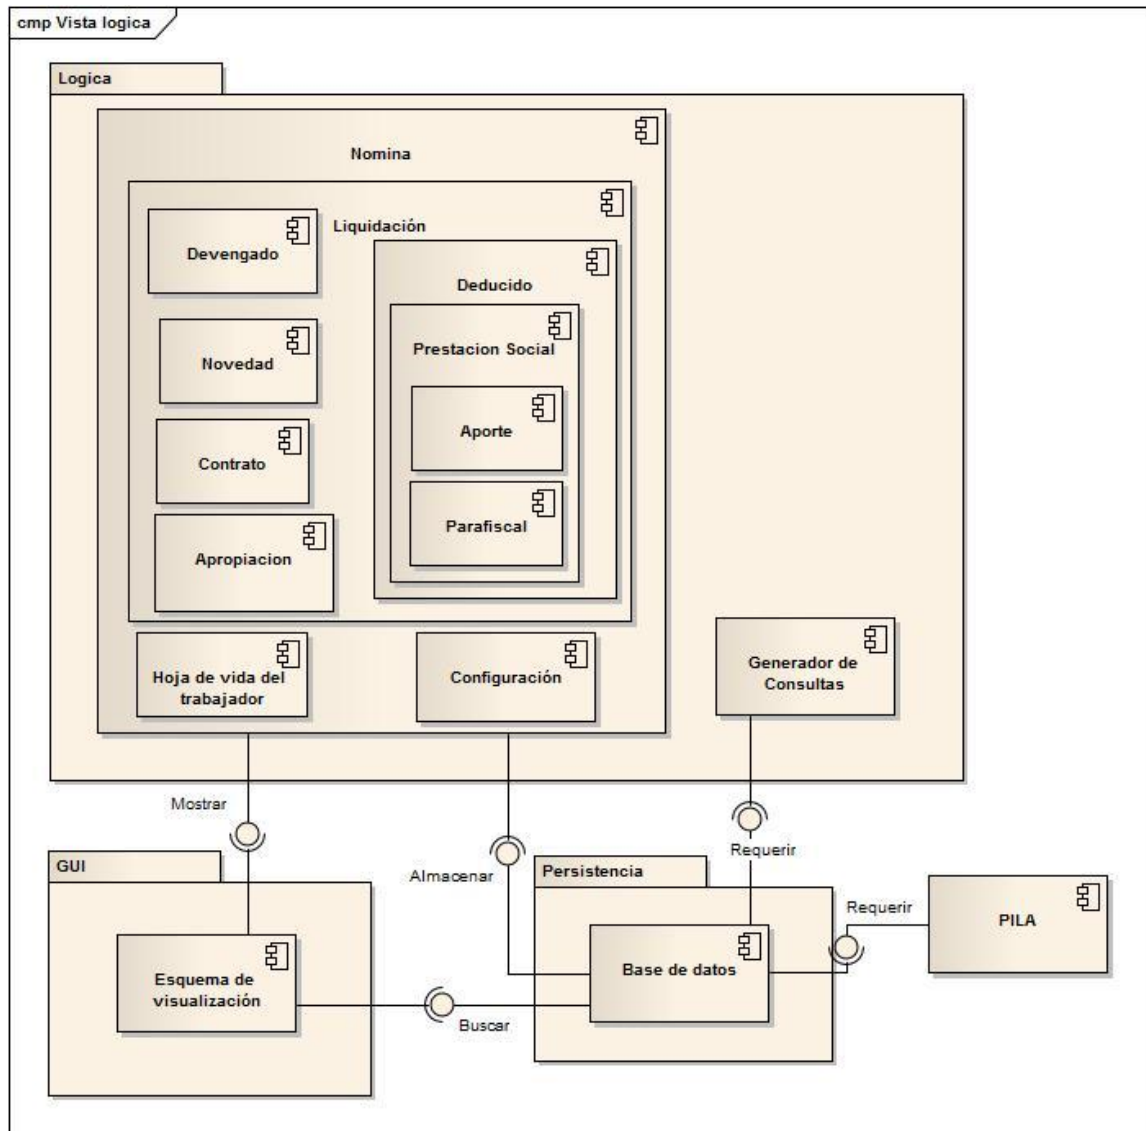 cmp Vista logica
Logica
Nomina
Liquidación
Devengado
Deducido
Novedad
Prestacion Social
Contrato
Aporte
Apropiacion
Parafiscal
Hoja de vida del
trabajador
Configuración
Generador de
Consultas
Mostrar
Almacenar
Requerir
GUI
Persistencia
Requerir
PILA
Esquema de
visualización
Base de datos
Buscar